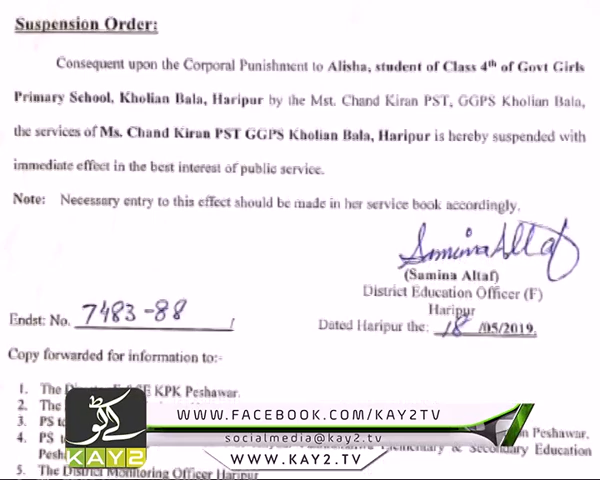 Suspension Order:
Consequent upon the Corporal Punishment to Alisha, student of Class 4th of Govt Girls
Primary School, Kholian Bala, Haripur by the Mst. Chand Kiran PST, GGPS Kholian Bala,
the services of Ms. Chand Kiran PST GGPS Kholian Bala, Haripur is hereby suspended with
immediate effect in the best interest of public service.
Note: Necessary entry to this effect should be made in her service book accordingly.
Samina Altaf
(Samina Altaf)
District Education Officer (F)
Haripur
Endst: No. 7483-88 /
Dated Haripur the: 18 /05/2019.
Copy forwarded for information to:-
1. The KPK Peshawar.
2. The
3. PS to Peshawar.
4. PS to Elementary & Secondary Education
5. The District Monitoring Officer Haripur
WWW.FACEBOOK.COM/KAY2TV
socialmedia@kay2.tv
WWW.KAY2.TV
کےٹو
KAY2